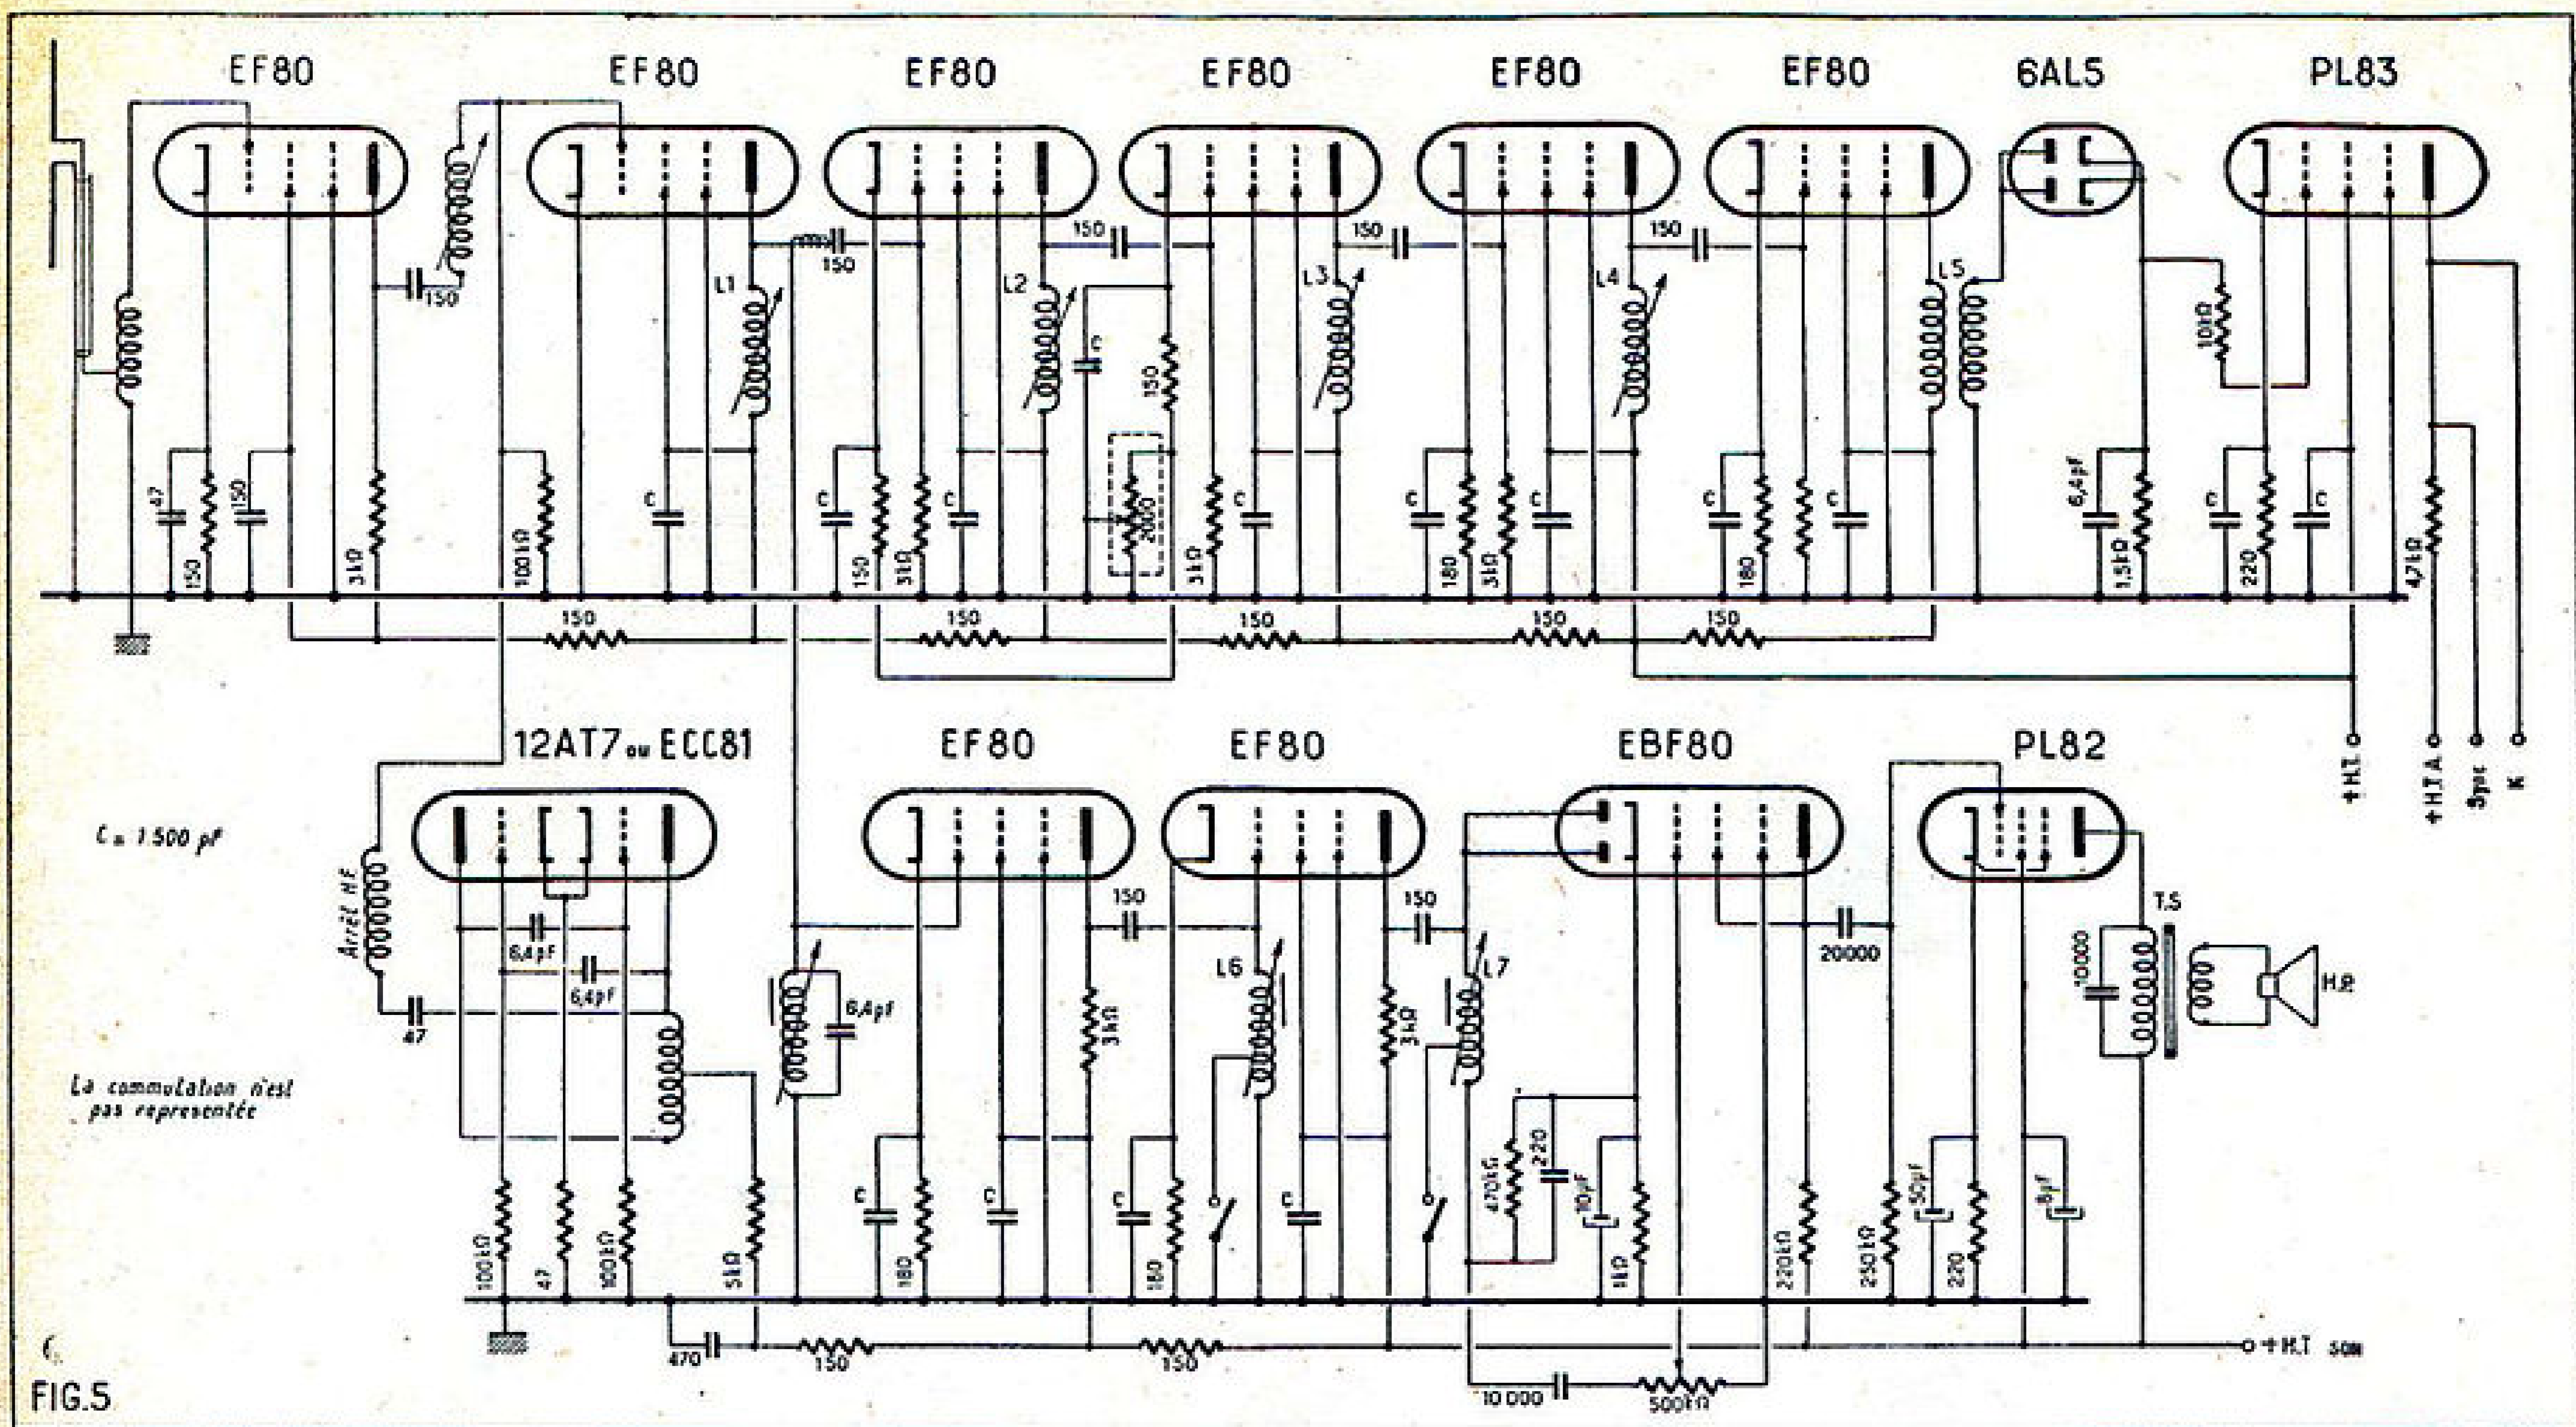 EF80 EF80 EF80 EF80 EF80 EF80 6AL5 PL83
150 150 150 150 150
L1 L2 L3 L4 L5
C 150 10kΩ
47 150 150 3kΩ 100kΩ C C 150 3kΩ C 2000 3kΩ C C 180 3kΩ C C 180 C 6,4pF 1,5kΩ C 220 C 4,7kΩ
150 150 150 150 150
12AT7 ou ECC81 EF80 EF80 EBF80 PL82
+H.T. +H.T.A Sync K
C = 1.500 pF
Arrêt HF
6,4pF 150 150 20000 T.S
6,4pF 6,4pF L6 L7 10000 H.P.
47 3kΩ 3kΩ
La commutation n'est
pas representée
470kΩ 220 10µF 50µF 8µF
100kΩ 47 100kΩ 5kΩ C 180 C C 180 C 1kΩ 220kΩ 250kΩ 220
470 150 150 +H.T SON
10000 500kΩ
FIG.5